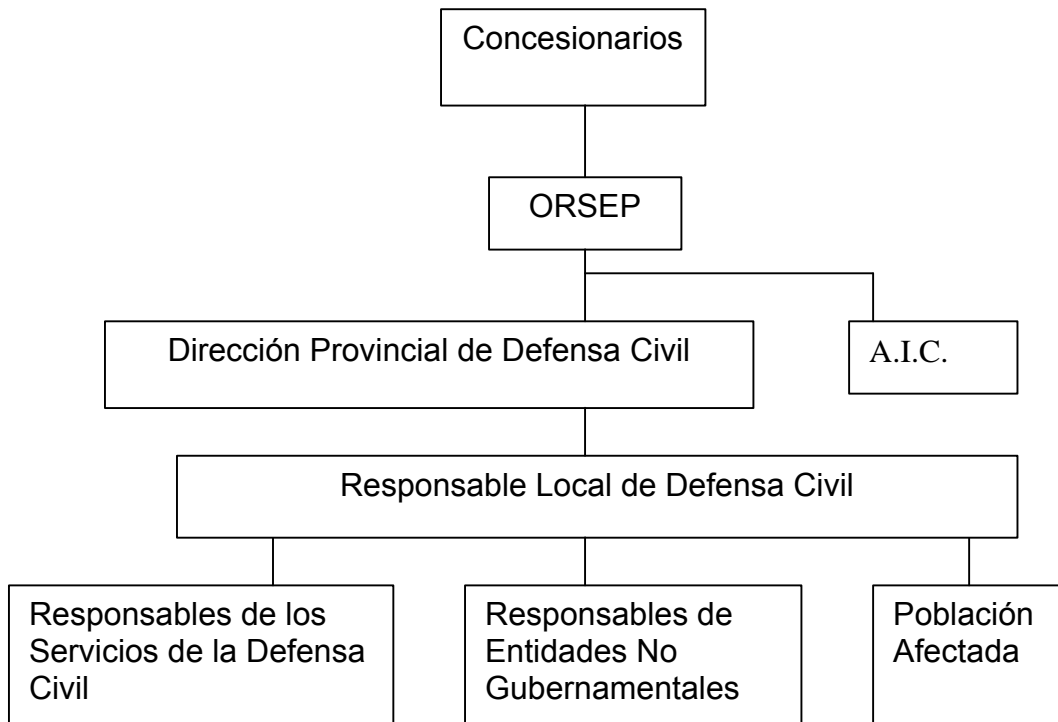 Concesionarios
ORSEP
Dirección Provincial de Defensa Civil
A.I.C.
Responsable Local de Defensa Civil
Responsables de los
Servicios de la Defensa
Civil
Responsables de
Entidades No
Gubernamentales
Población
Afectada